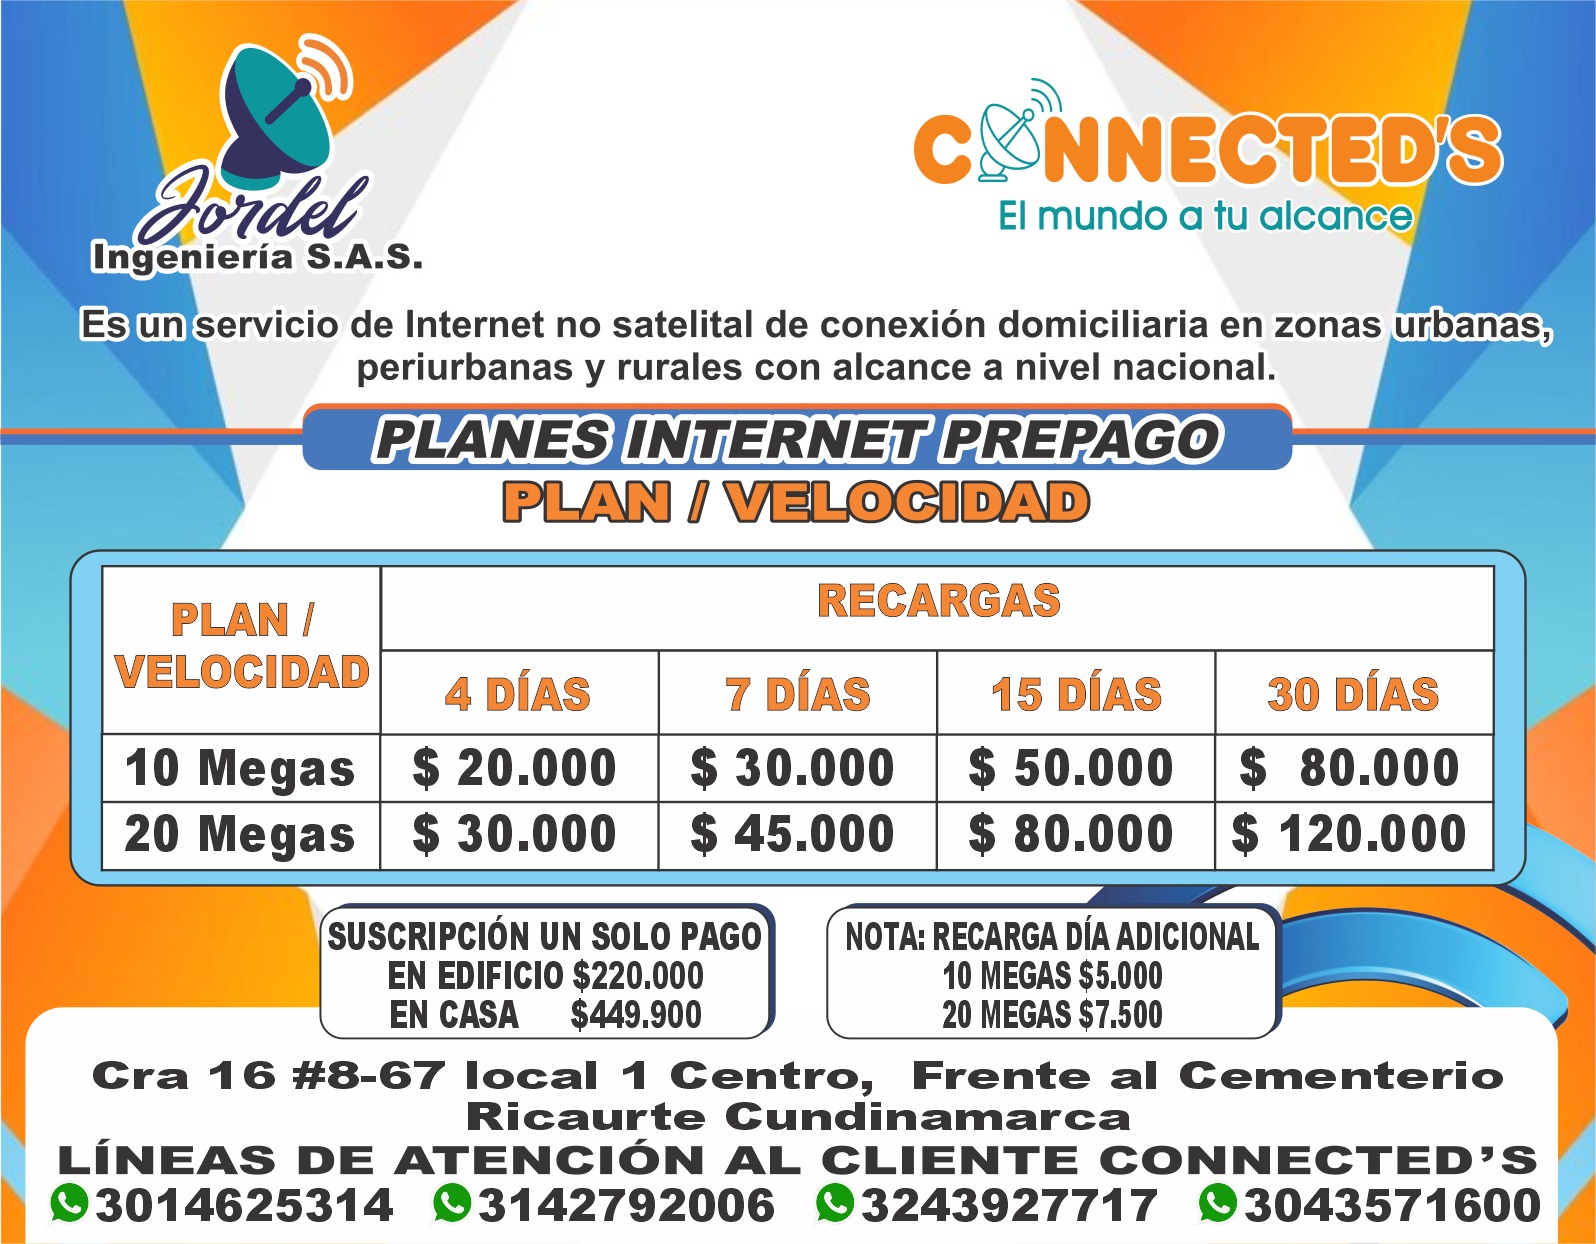 Jordel
Ingeniería S.A.S.
CONNECTED'S
El mundo a tu alcance
Es un servicio de Internet no satelital de conexión domiciliaria en zonas urbanas,
periurbanas y rurales con alcance a nivel nacional.
PLANES INTERNET PREPAGO
PLAN / VELOCIDAD
PLAN /
VELOCIDAD
RECARGAS
4 DÍAS 7 DÍAS 15 DÍAS 30 DÍAS
10 Megas $ 20.000 $ 30.000 $ 50.000 $ 80.000
20 Megas $ 30.000 $ 45.000 $ 80.000 $ 120.000
SUSCRIPCIÓN UN SOLO PAGO
EN EDIFICIO $220.000
EN CASA $449.900
NOTA: RECARGA DÍA ADICIONAL
10 MEGAS $5.000
20 MEGAS $7.500
Cra 16 #8-67 local 1 Centro, Frente al Cementerio
Ricaurte Cundinamarca
LÍNEAS DE ATENCIÓN AL CLIENTE CONNECTED'S
3014625314 3142792006 3243927717 3043571600